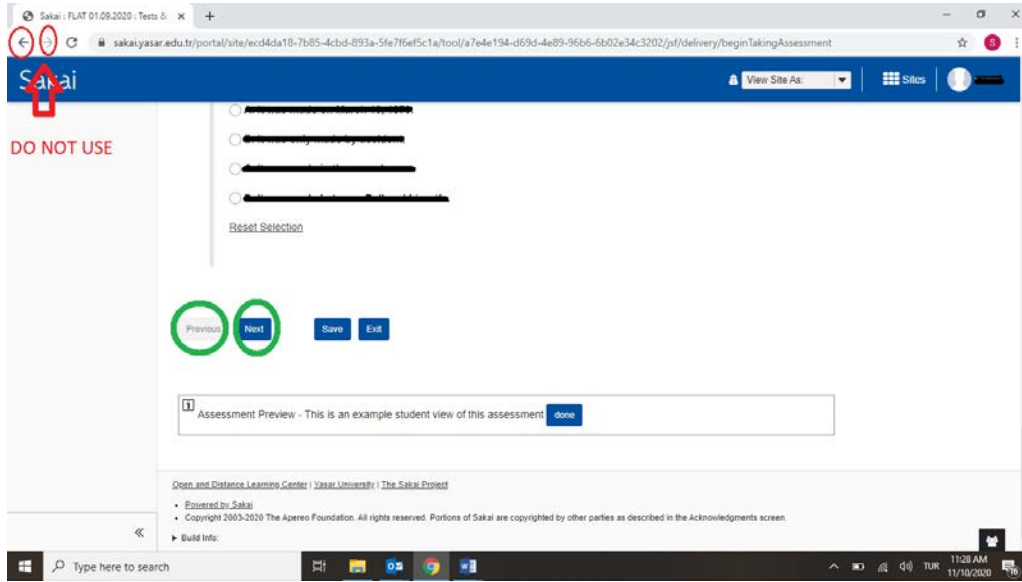 Sakai : FLAT 01.09.2020 : Tests &
sakai.yasar.edu.tr/portal/site/ecd4da18-7b85-4cbd-893a-5fe7f6ef5c1a/tool/a7e4e194-d69d-4e89-96b6-6b02e34c3202/jsf/delivery/beginTakingAssessment
S
Sakai
View Site As:
Sites
DO NOT USE
Reset Selection
Previous Next Save Exit
i Assessment Preview - This is an example student view of this assessment done
Open and Distance Learning Center | Yasar University | The Sakai Project
• Powered by Sakai
• Copyright 2003-2020 The Apereo Foundation. All rights reserved. Portions of Sakai are copyrighted by other parties as described in the Acknowledgments screen.
Build Info:
Type here to search
TUR
11:28 AM
11/10/2020
16